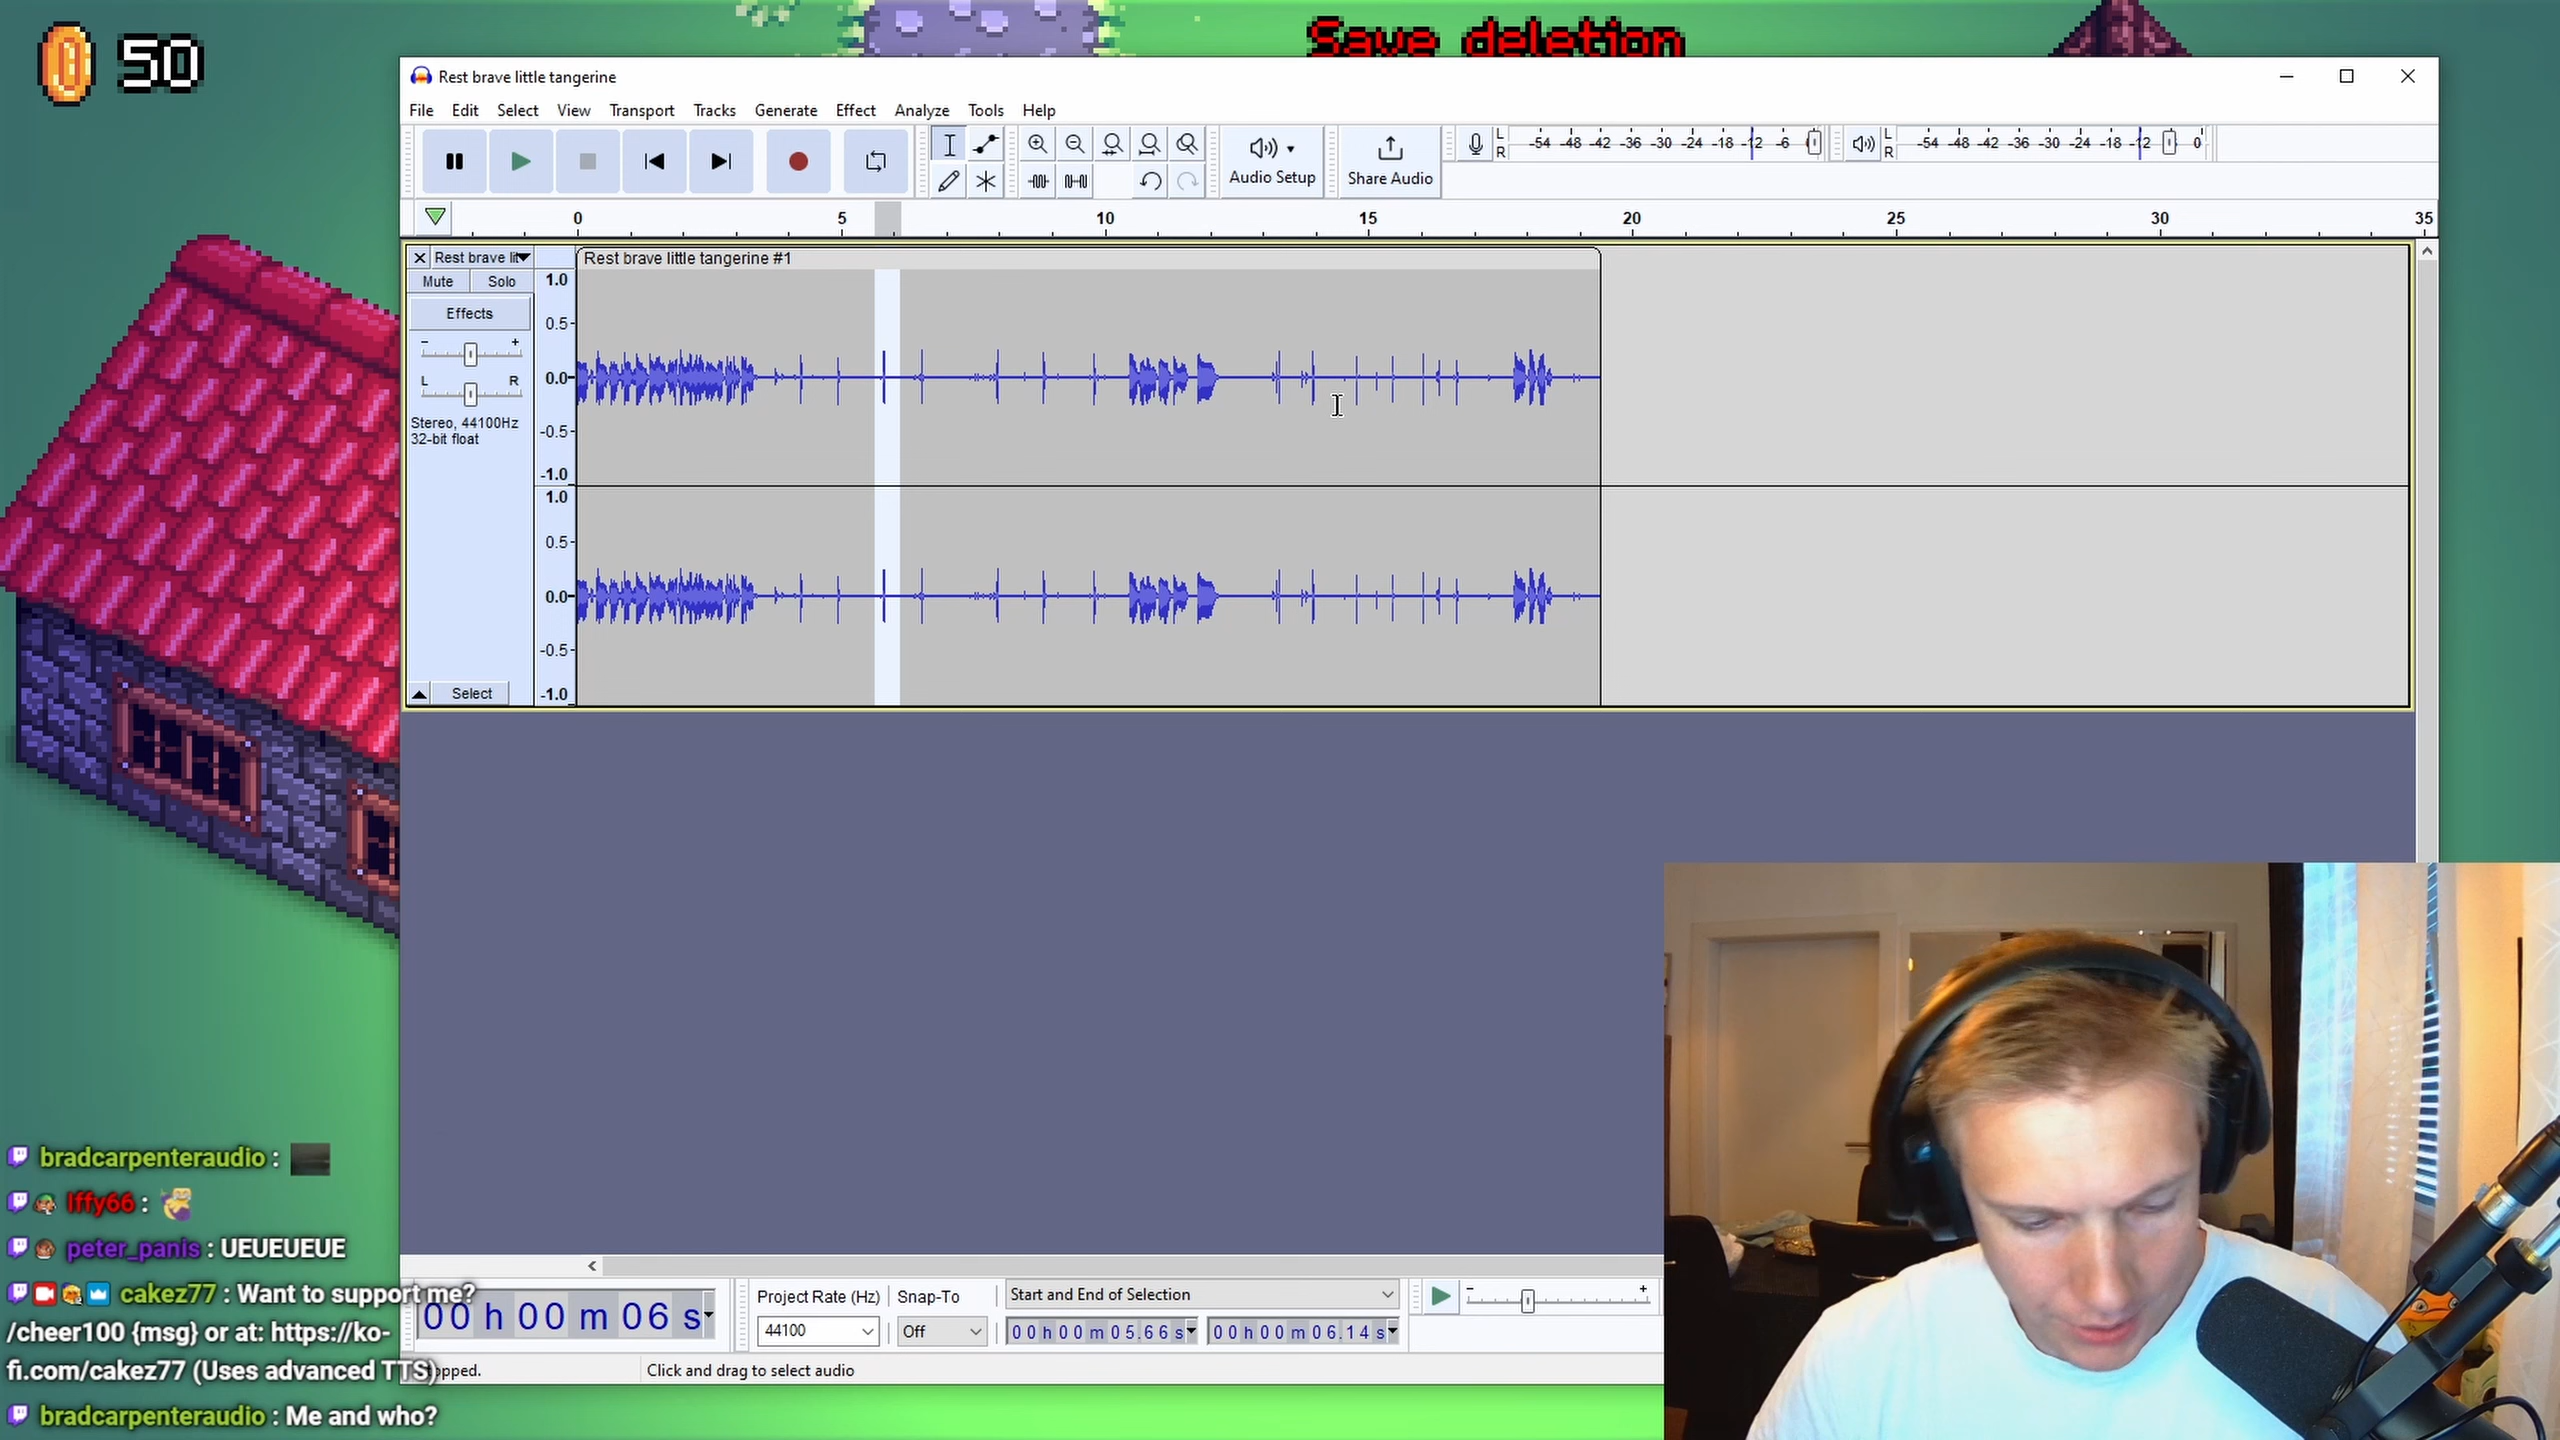 50
Save deletion
Rest brave little tangerine
File Edit Select View Transport Tracks Generate Effect Analyze Tools Help
Audio Setup
Share Audio
L
R
-54 -48 -42 -36 -30 -24 -18 -12 -6
L
R
-54 -48 -42 -36 -30 -24 -18 -12 0
0 5 10 15 20 25 30 35
Rest brave lit
Rest brave little tangerine #1
Mute Solo
Effects
- +
L R
Stereo, 44100Hz
32-bit float
Select
1.0
0.5
0.0
-0.5
-1.0
1.0
0.5
0.0
-0.5
-1.0
00 h 00 m 06 s
Project Rate (Hz)
44100
Snap-To
Off
Start and End of Selection
00 h 00 m 05.66 s 00 h 00 m 06.14 s
- +
opped.
Click and drag to select audio
bradcarpenteraudio :
lffy66 :
peter_panis : UEUEUEUE
cakez77 : Want to support me?
/cheer100 {msg} or at: https://ko-
fi.com/cakez77 (Uses advanced TTS)
bradcarpenteraudio : Me and who?